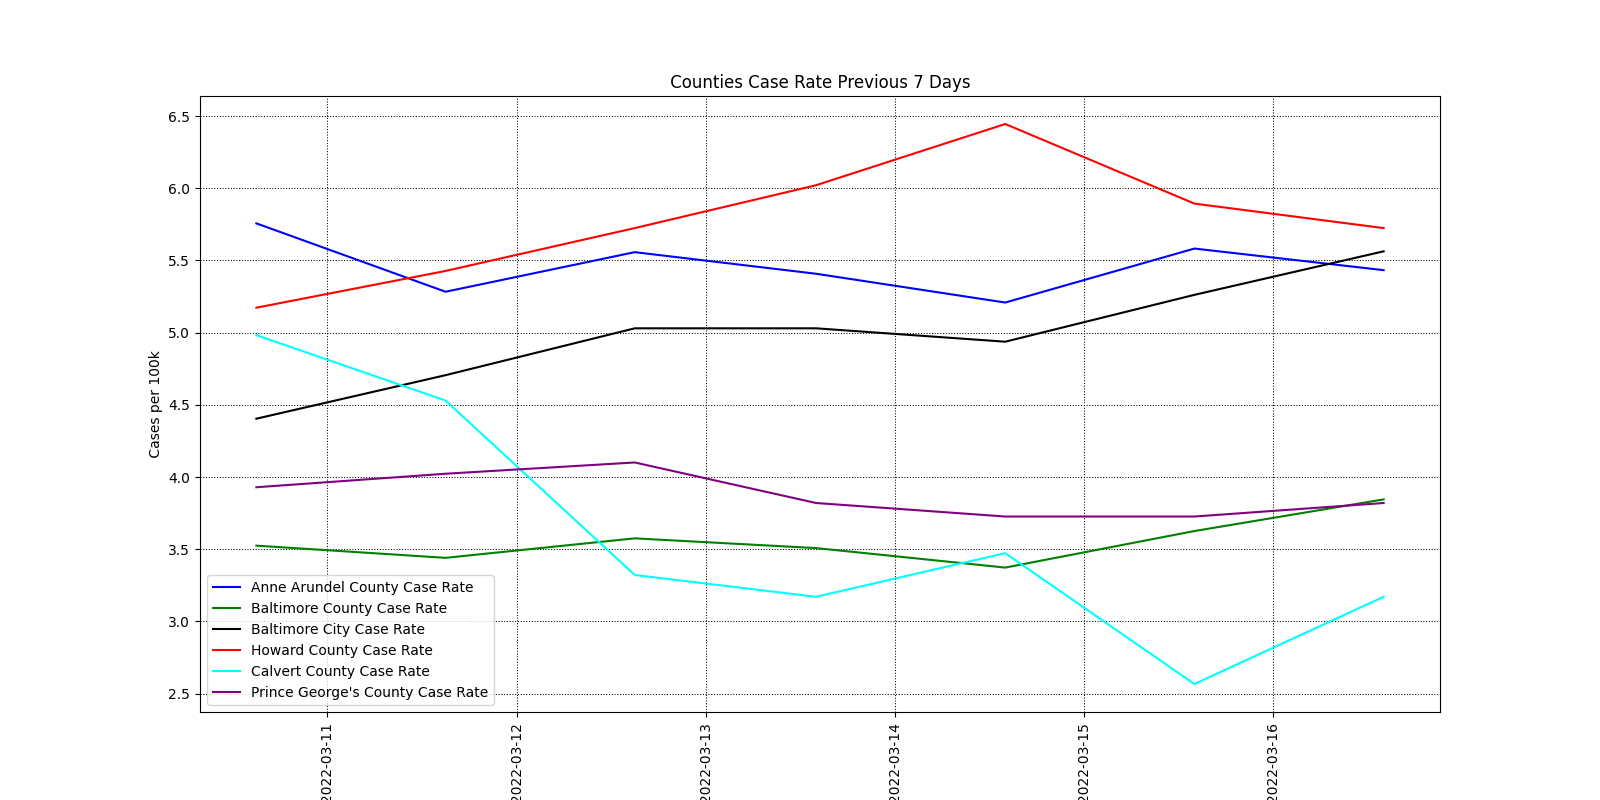 Counties Case Rate Previous 7 Days
6.5
6.0
5.5
5.0
4.5
4.0
3.5
3.0
2.5
Cases per 100k
Anne Arundel County Case Rate
Baltimore County Case Rate
Baltimore City Case Rate
Howard County Case Rate
Calvert County Case Rate
Prince George's County Case Rate
2022-03-11
2022-03-12
2022-03-13
2022-03-14
2022-03-15
2022-03-16